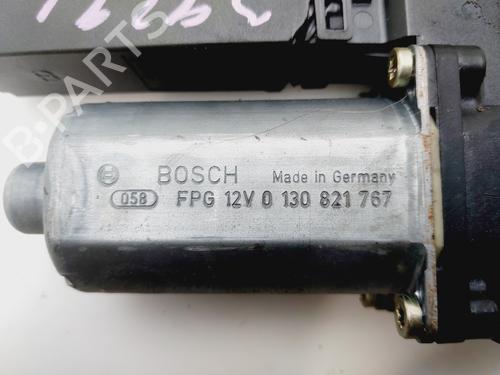 BOSCH Made in Germany
058 FPG 12V 0 130 821 767
B-PARTS